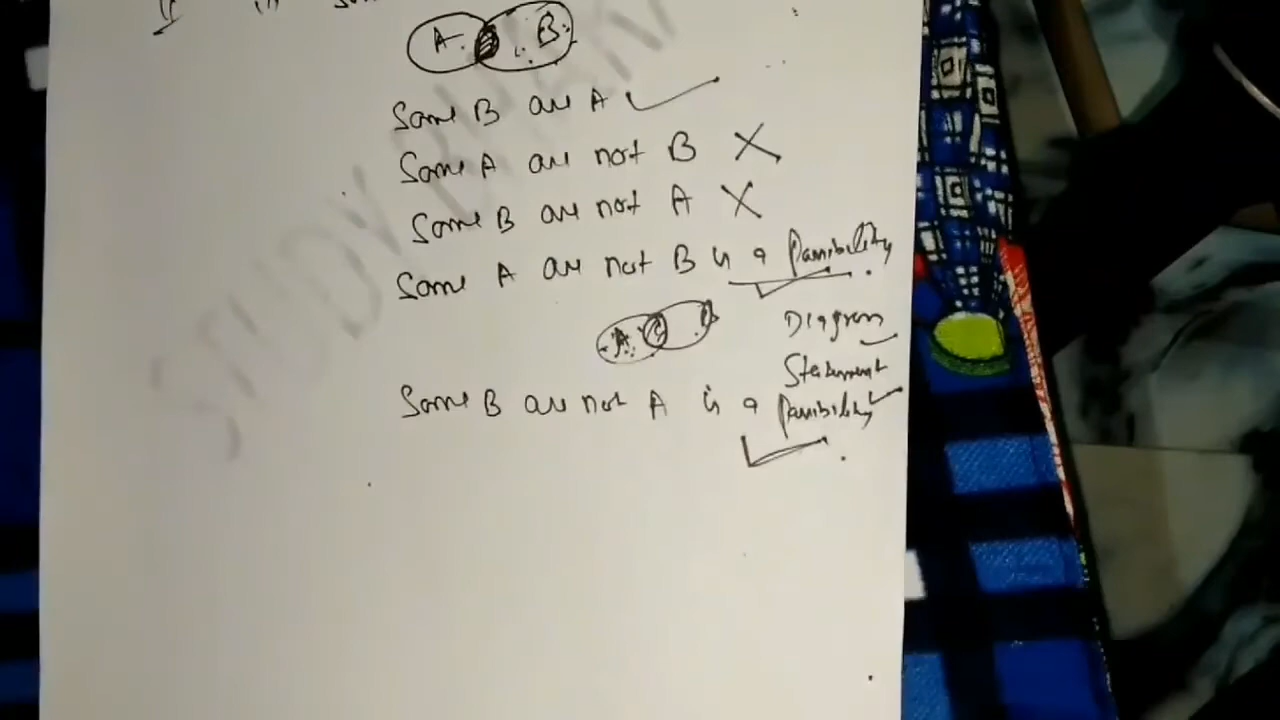 A B
Some B are A
Some A are not B X
Some B are not A X
Some A are not B is a Possibility
A
Diagram
Statement
Some B are not A is a Possibility